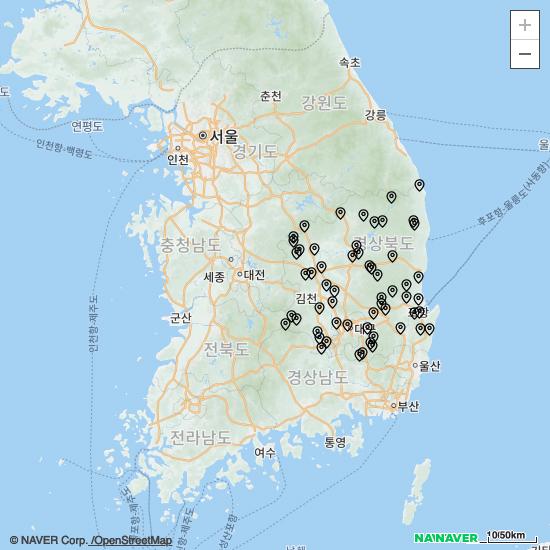 +
−
속초
춘천
강원도
강릉
도
연평도
서울
인천
경기도
인천항-백령도
울
후포항-울릉도(사동항)
충청남도
경상북도
세종
대전
김천
인천항-제주도
군산
포항
대구
전북도
울산
경상남도
부산
전라남도
여수
통영
© NAVER Corp. /OpenStreetMap
NAVER
10/50km